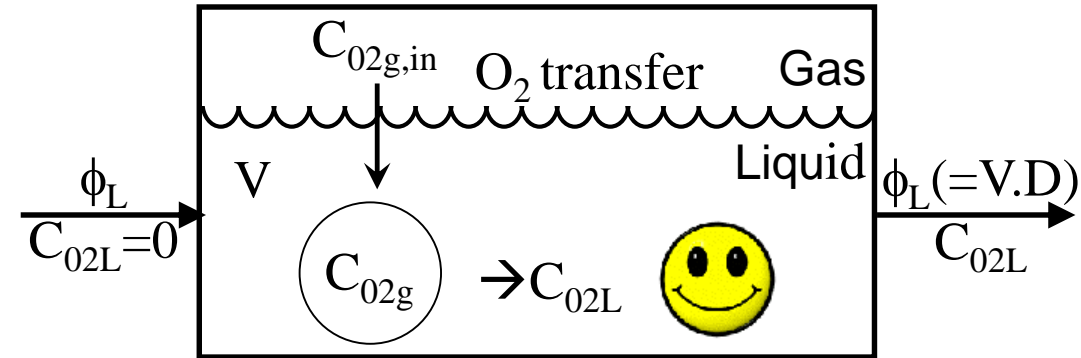 C02g,in
O2 transfer
Gas
V
Liquid
ϕL
C02L=0
C02g
→C02L
ϕL(=V.D)
C02L